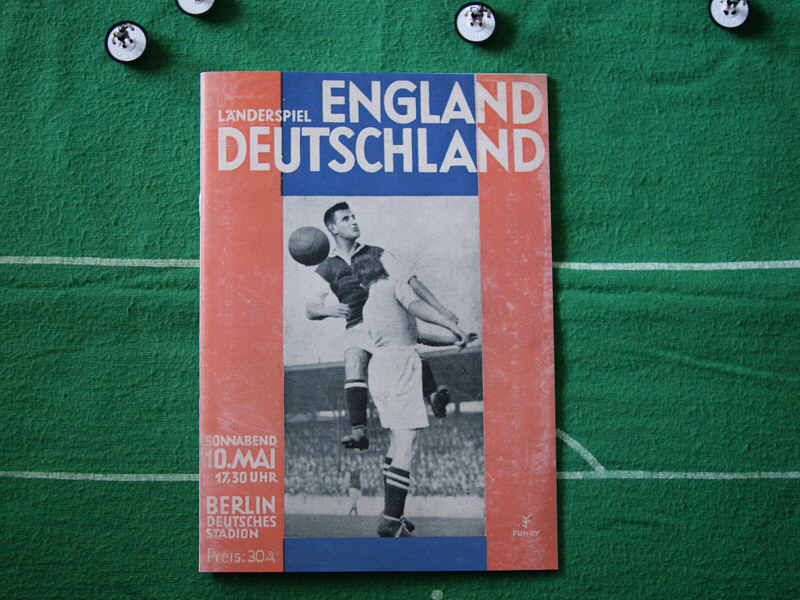 LÄNDERSPIEL ENGLAND
DEUTSCHLAND
SONNABEND
10. MAI
17,30 UHR
BERLIN
DEUTSCHES
STADION
Preis: 30₰